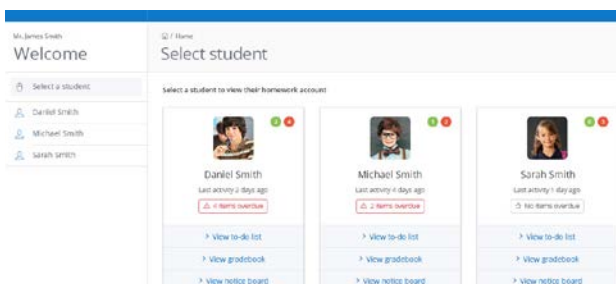 Mr. James Smith
Welcome
Select a student
Daniel Smith
Michael Smith
Sarah Smith
/ Home
Select student
Select a student to view their homework account
Daniel Smith
Last activity 2 days ago
4 items overdue
View to-do list
View gradebook
View notice board
Michael Smith
Last activity 4 days ago
2 items overdue
View to-do list
View gradebook
View notice board
Sarah Smith
Last activity 1 day ago
No items overdue
View to-do list
View gradebook
View notice board